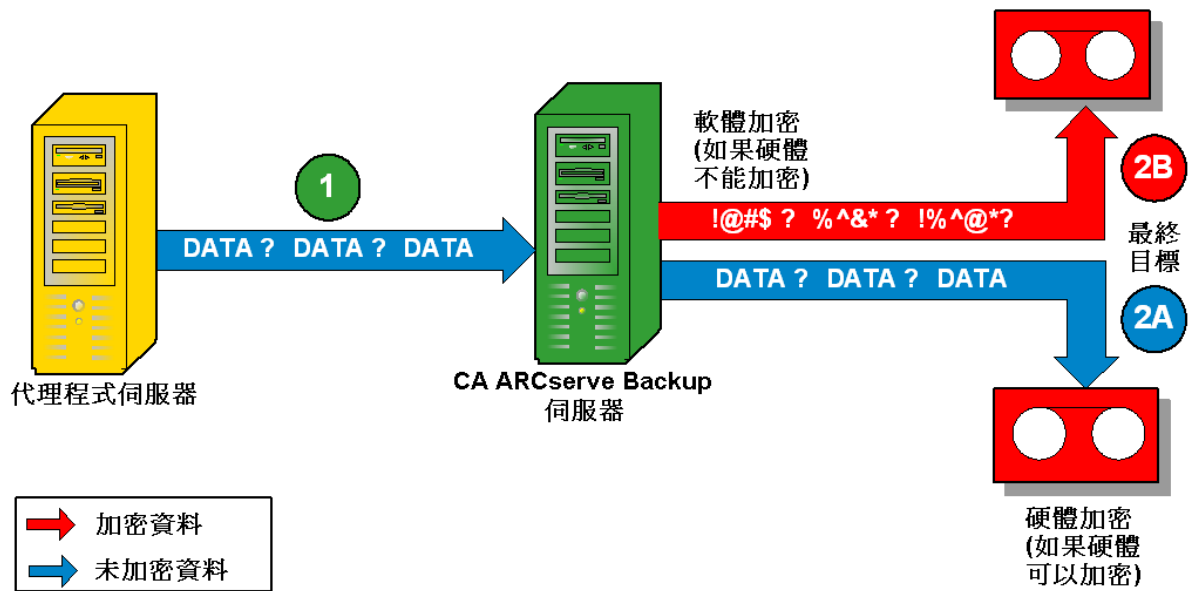 軟體加密
(如果硬體
不能加密)
1
2B
!@#$ ? %^&* ? !%^@*?
DATA ? DATA ? DATA
最終
目標
DATA ? DATA ? DATA
2A
代理程式伺服器
CA ARCserve Backup
伺服器
加密資料
未加密資料
硬體加密
(如果硬體
可以加密)